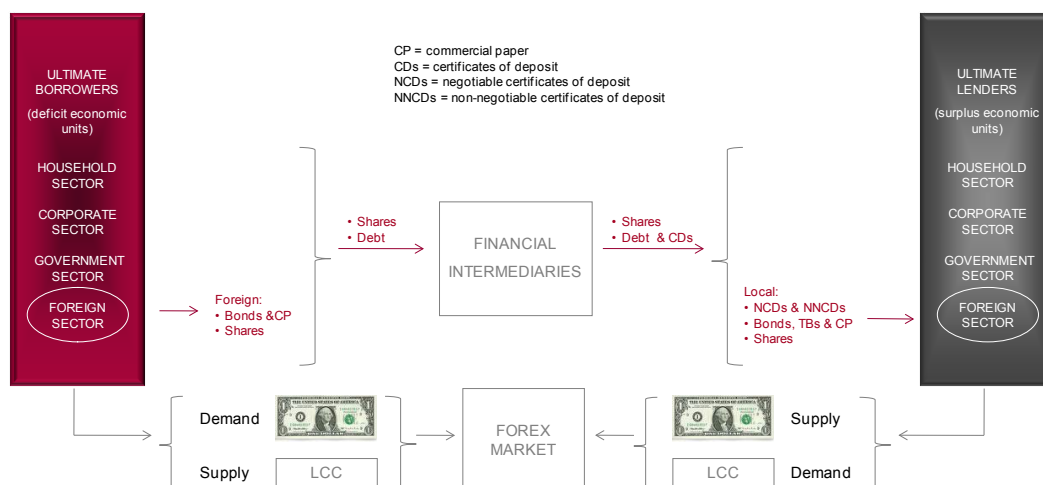 CP = commercial paper
CDs = certificates of deposit
NCDs = negotiable certificates of deposit
NNCDs = non-negotiable certificates of deposit
ULTIMATE
BORROWERS
(deficit economic
units)
HOUSEHOLD
SECTOR
CORPORATE
SECTOR
GOVERNMENT
SECTOR
FOREIGN
SECTOR
Foreign:
• Bonds &CP
• Shares
• Shares
• Debt
FINANCIAL
INTERMEDIARIES
• Shares
• Debt & CDs
Local:
• NCDs & NNCDs
• Bonds, TBs & CP
• Shares
ULTIMATE
LENDERS
(surplus economic
units)
HOUSEHOLD
SECTOR
CORPORATE
SECTOR
GOVERNMENT
SECTOR
FOREIGN
SECTOR
Demand
Supply
LCC
FOREX
MARKET
Supply
LCC
Demand